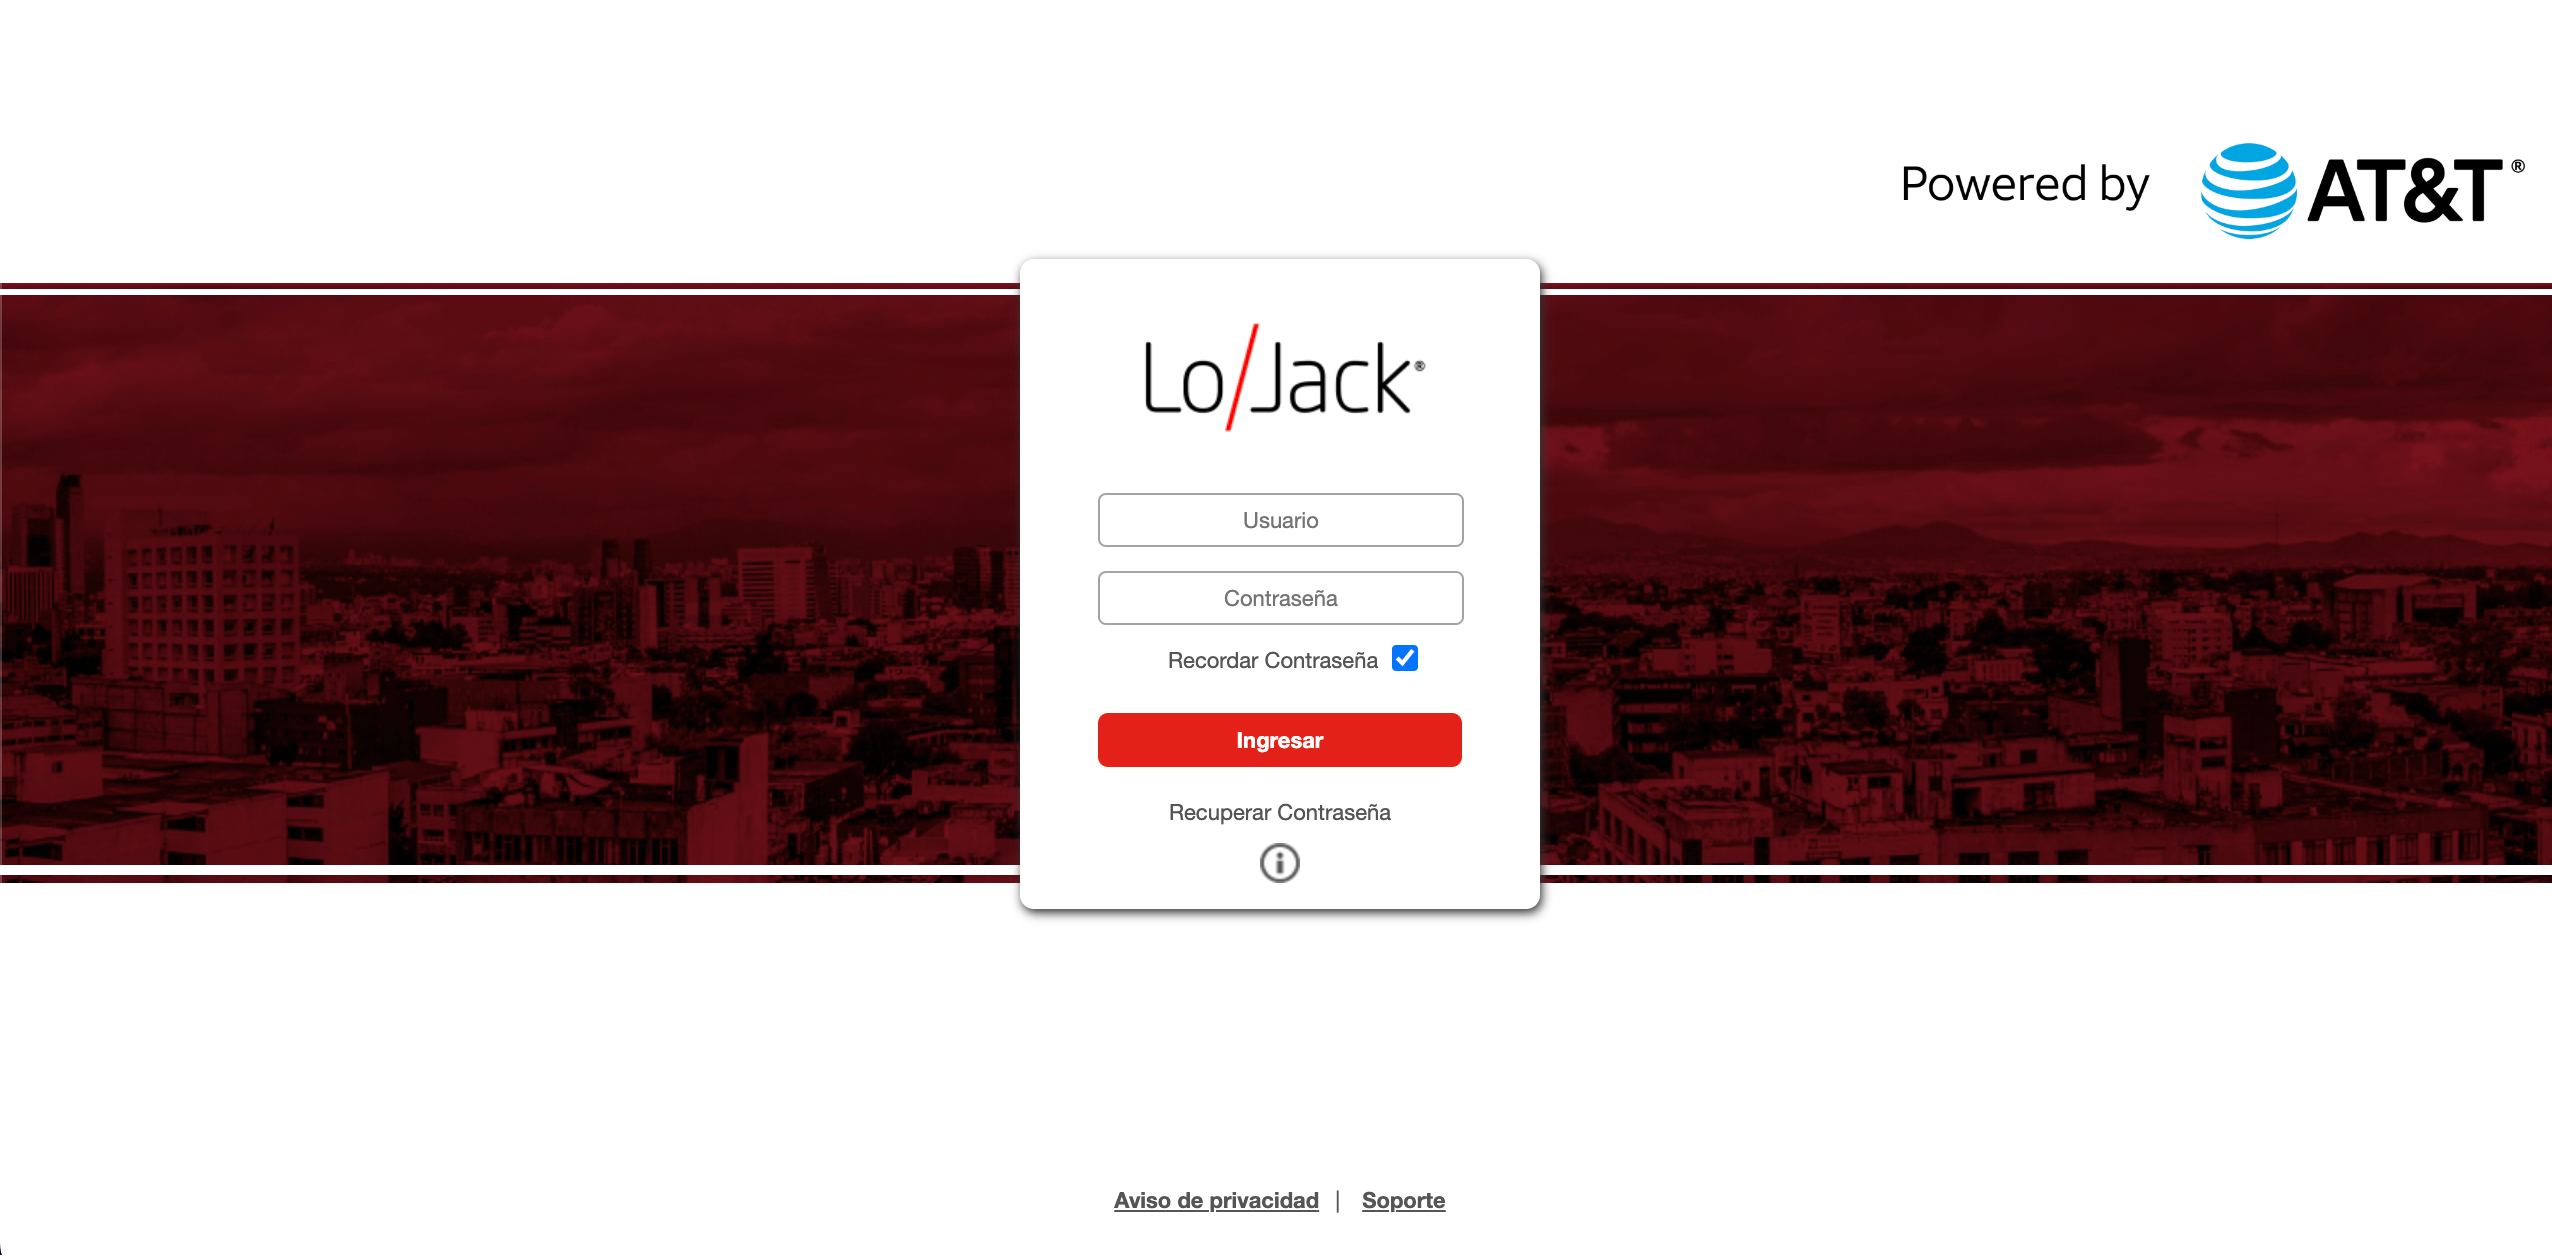 Powered by AT&T®
Lo/Jack®
Usuario
Contraseña
Recordar Contraseña
Ingresar
Recuperar Contraseña
Aviso de privacidad | Soporte